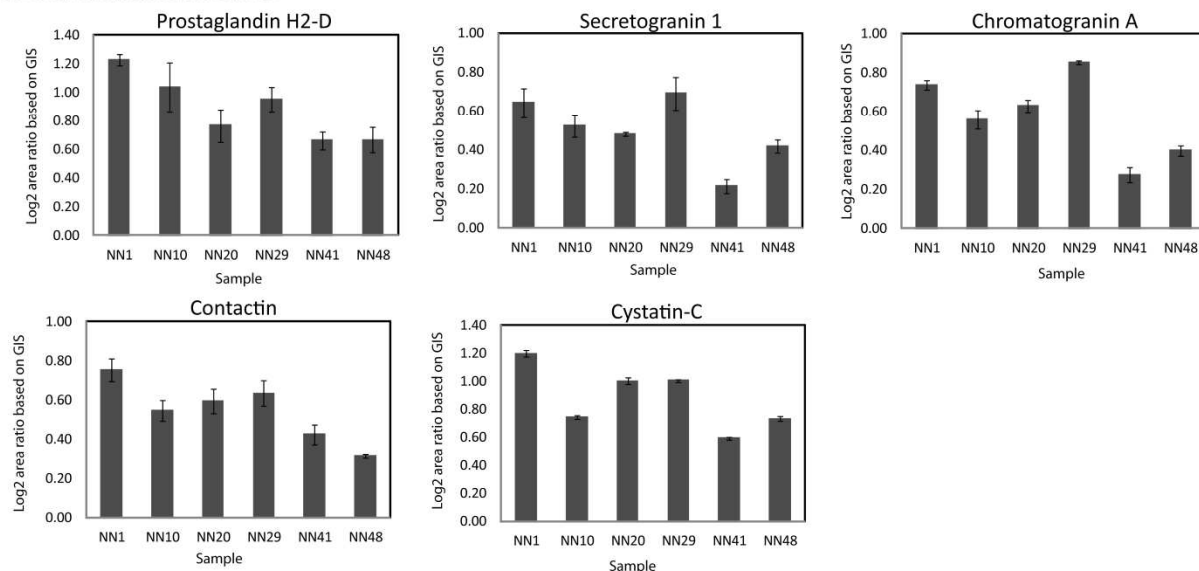 Prostaglandin H2-D
Log2 area ratio based on GIS
1.40
1.20
1.00
0.80
0.60
0.40
0.20
0.00
NN1 NN10 NN20 NN29 NN41 NN48
Sample
Secretogranin 1
Log2 area ratio based on GIS
1.00
0.80
0.60
0.40
0.20
0.00
NN1 NN10 NN20 NN29 NN41 NN48
Sample
Chromatogranin A
Log2 area ratio based on GIS
1.00
0.80
0.60
0.40
0.20
0.00
NN1 NN10 NN20 NN29 NN41 NN48
Sample
Contactin
Log2 area ratio based on GIS
1.00
0.80
0.60
0.40
0.20
0.00
NN1 NN10 NN20 NN29 NN41 NN48
Sample
Cystatin-C
Log2 area ratio based on GIS
1.40
1.20
1.00
0.80
0.60
0.40
0.20
0.00
NN1 NN10 NN20 NN29 NN41 NN48
Sample